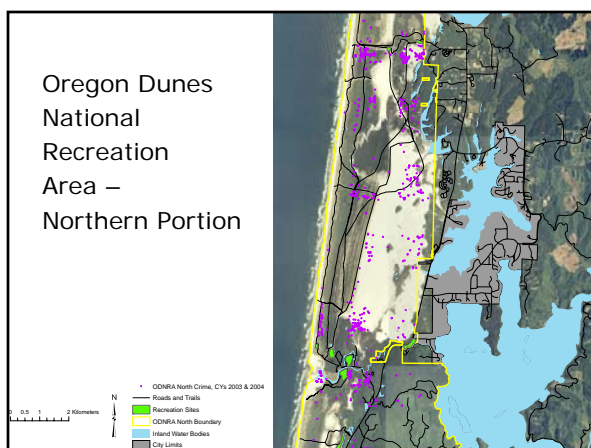 Oregon Dunes
National
Recreation
Area –
Northern Portion
ODNRA North Crime, CYs 2003 & 2004
Roads and Trails
Recreation Sites
ODNRA North Boundary
Inland Water Bodies
City Limits
N
0 0.5 1 2 Kilometers